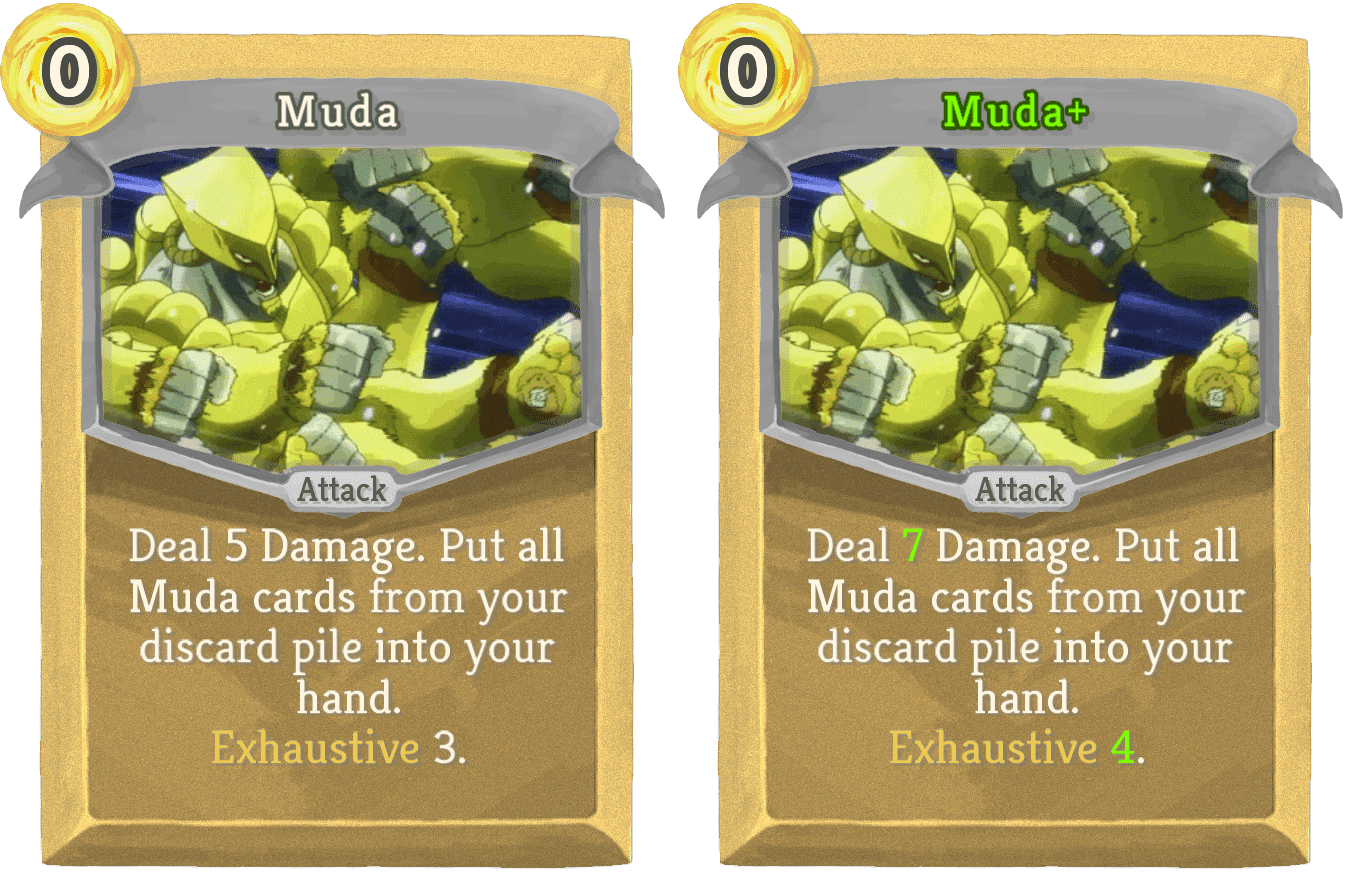 0
Muda
Attack
Deal 5 Damage. Put all
Muda cards from your
discard pile into your
hand.
Exhaustive 3.
0
Muda+
Attack
Deal 7 Damage. Put all
Muda cards from your
discard pile into your
hand.
Exhaustive 4.